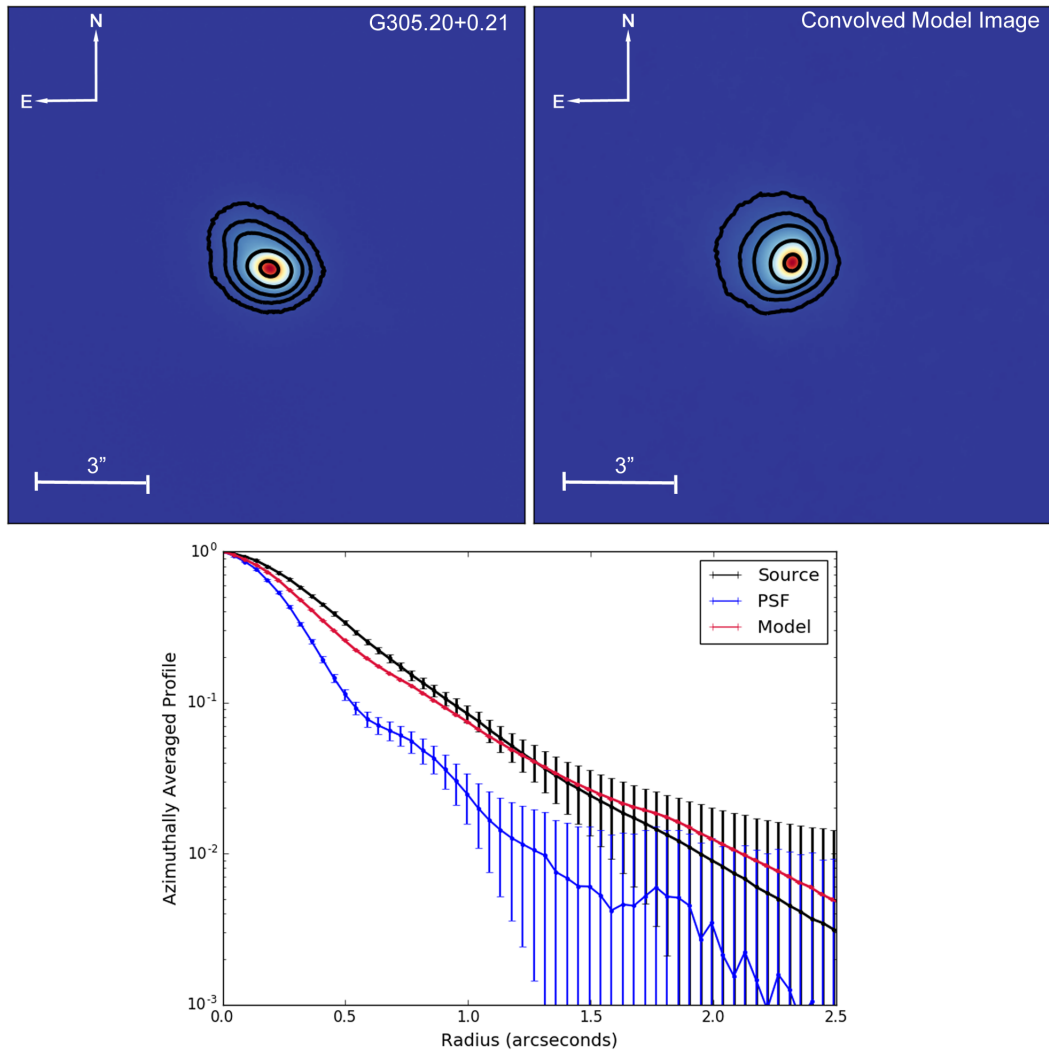 N
G305.20+0.21
E
3”
N
Convolved Model Image
E
3”
Azimuthally Averaged Profile
10^0
10^-1
10^-2
10^-3
Source
PSF
Model
0.0 0.5 1.0 1.5 2.0 2.5
Radius (arcseconds)